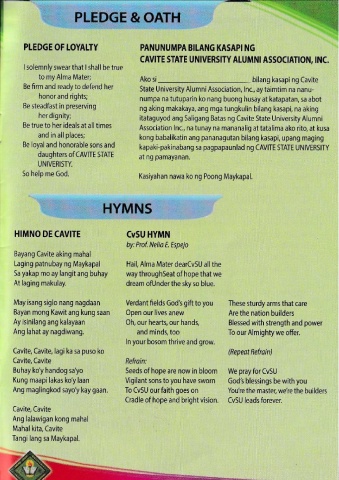 PLEDGE & OATH
PLEDGE OF LOYALTY
I solemnly swear that I shall be true
to my Alma Mater:
Be firm and ready to defend her
honor and rights;
Be steadfast in preserving
her dignity;
Be true to her ideals at all times
and in all places;
Be loyal and honorable sons and
daughters of CAVITE STATE
UNIVERISTY.
So help me God.
PANUNUMPA BILANG KASAPI NG
CAVITE STATE UNIVERSITY ALUMNI ASSOCIATION, INC.
Ako si ____________________ bilang kasapi ng Cavite
State University Alumni Association, Inc., ay taimtim na nanu-
numpa na tutuparin ko nang buong husay at katapatan, sa abot
ng aking makakaya, ang mga tungkulin bilang kasapi, na aking
itataguyod ang Saligang Batas ng Cavite State University Alumni
Association Inc., na tunay na mananalig at tatalima ako rito, at kusa
kong babalikatin ang pananagutan bilang kasapi, upang maging
kapaki-pakinabang sa pagpapaunlad ng CAVITE STATE UNIVERSITY
at ng pamayanan.
Kasiyahan nawa ko ng Poong Maykapal.
HYMNS
HIMNO DE CAVITE
Bayang Cavite aking mahal
Laging patnubay ng Maykapal
Sa yakap mo ay langit ang buhay
At laging makulay.
May isang siglo nang nagdaan
Bayan mong Kawit ang kung saan
Ay isinilang ang kalayaan
Ang lahat ay nagdiwang.
Cavite, Cavite, lagi ka sa puso ko
Cavite, Cavite
Buhay ko'y handog sa'yo
Kung maapi lakas ko'y laan
Ang maglingkod sayo'y kay gaan.
Cavite, Cavite
Ang lalawigan kong mahal
Mahal kita, Cavite
Tangi lang sa Maykapal.
CvSU HYMN
by: Prof. Nelia E. Espejo
Hail, Alma Mater dearCvSU all the
way throughSeat of hope that we
dream ofUnder the sky so blue.
Verdant fields God's gift to you
Open our lives anew
Oh, our hearts, our hands,
and minds, too
In your bosom thrive and grow.
Refrain:
Seeds of hope are now in bloom
Vigilant sons to you have sworn
To CvSU our faith goes on
Cradle of hope and bright vision.
These sturdy arms that care
Are the nation builders
Blessed with strength and power
To our Almighty we offer.
(Repeat Refrain)
We pray for CvSU
God's blessings be with you
You're the master, we're the builders
CvSU leads forever.